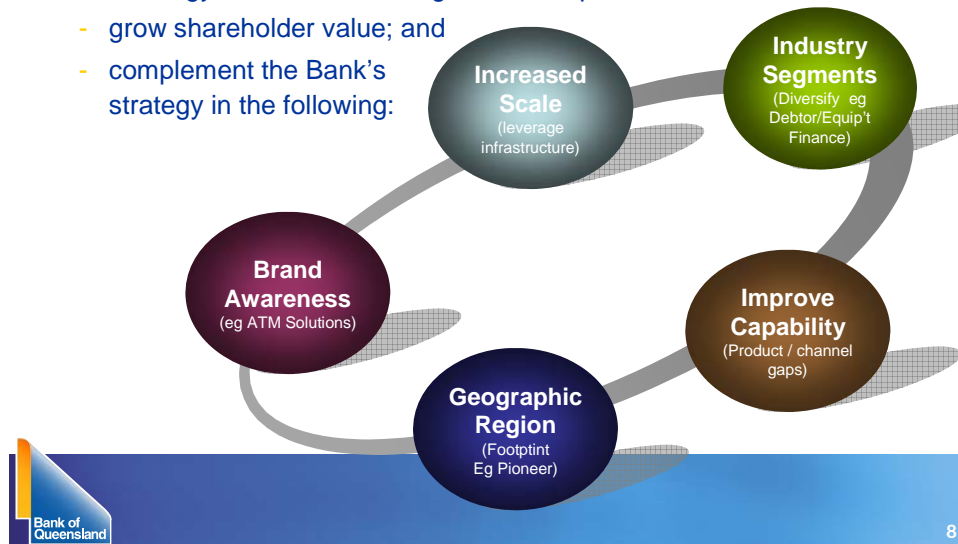 - grow shareholder value; and
- complement the Bank's
strategy in the following:
Increased
Scale
(leverage
infrastructure)
Industry
Segments
(Diversify eg
Debtor/Equip't
Finance)
Brand
Awareness
(eg ATM Solutions)
Improve
Capability
(Product / channel
gaps)
Geographic
Region
(Footptint
Eg Pioneer)
Bank of
Queensland
8